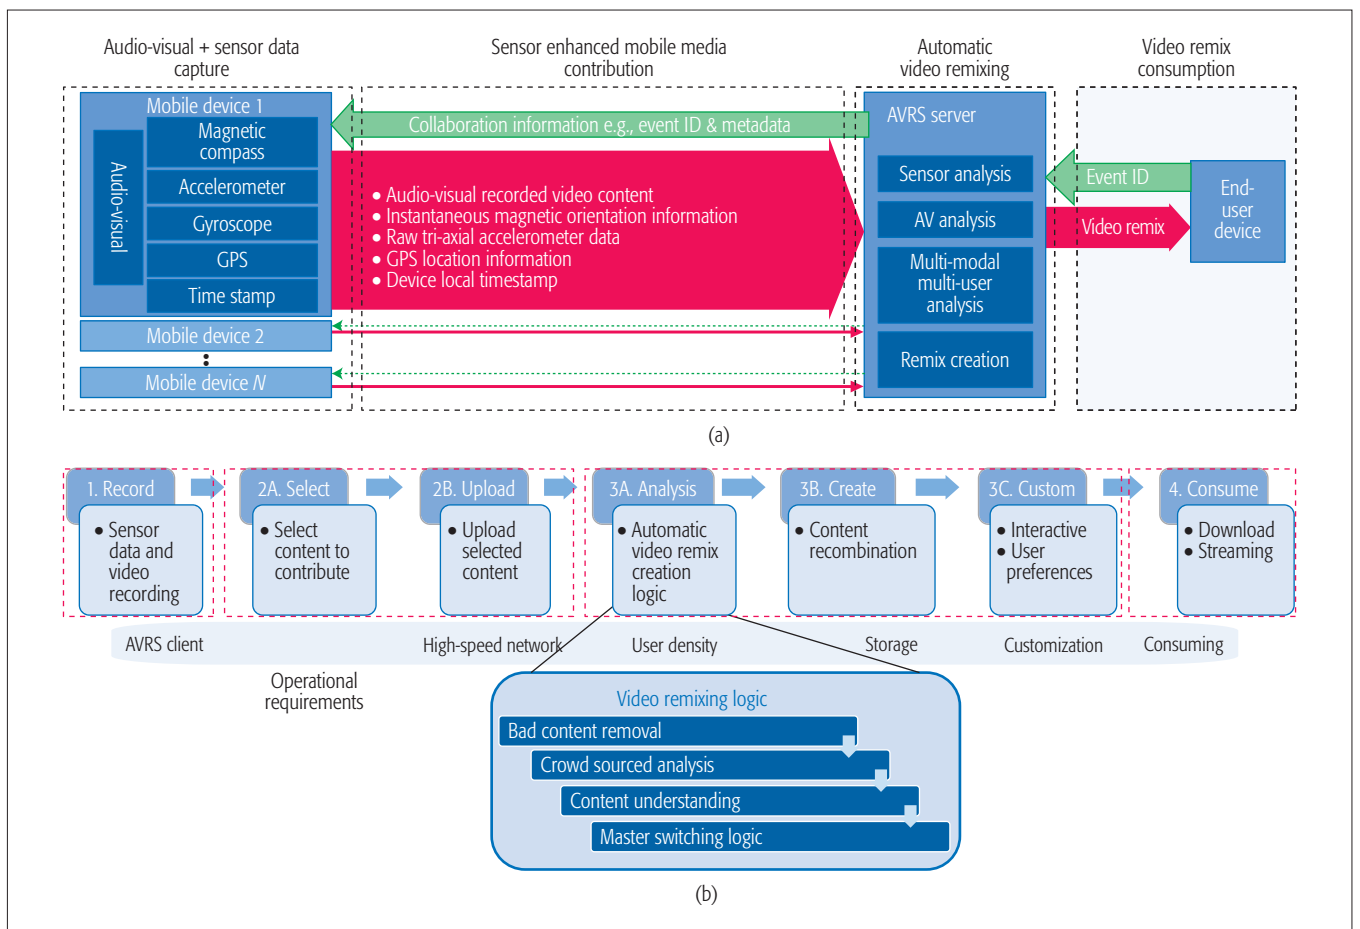 Audio-visual + sensor data
capture
Sensor enhanced mobile media
contribution
Automatic
video remixing
Video remix
consumption
Mobile device 1
Audio-visual
Magnetic
compass
Accelerometer
Gyroscope
GPS
Time stamp
Mobile device 2
Mobile device N
Collaboration information e.g., event ID & metadata
• Audio-visual recorded video content
• Instantaneous magnetic orientation information
• Raw tri-axial accelerometer data
• GPS location information
• Device local timestamp
AVRS server
Sensor analysis
AV analysis
Multi-modal
multi-user
analysis
Remix creation
Event ID
Video remix
End-
user
device
(a)
1. Record
• Sensor
data and
video
recording
2A. Select
• Select
content to
contribute
2B. Upload
• Upload
selected
content
3A. Analysis
• Automatic
video remix
creation
logic
3B. Create
• Content
recombination
3C. Custom
• Interactive
• User
preferences
4. Consume
• Download
• Streaming
AVRS client
High-speed network
User density
Storage
Customization
Consuming
Operational
requirements
Video remixing logic
Bad content removal
Crowd sourced analysis
Content understanding
Master switching logic
(b)